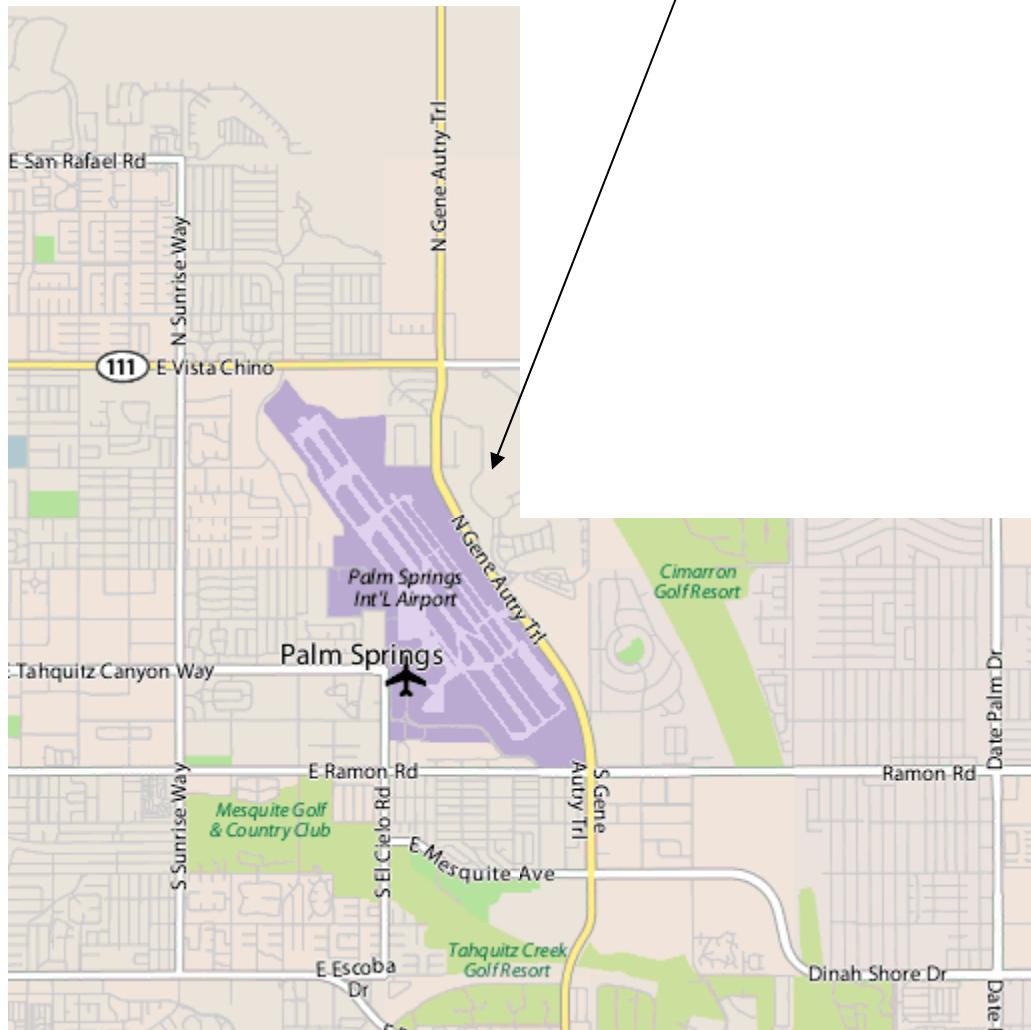 N Gene Autry Trl
E San Rafael Rd
N Sunrise Way
111
E Vista Chino
N Gene Autry Trl
Palm Springs
Int'L Airport
Cimarron
Golf Resort
Palm Springs
Tahquitz Canyon Way
Date Palm Dr
E Ramon Rd
Ramon Rd
S Gene
Autry Trl
S Sunrise Way
Mesquite Golf
& Country Club
S El Cielo Rd
E Mesquite Ave
Tahquitz Creek
Golf Resort
E Escoba
Dr
Dinah Shore Dr
Date